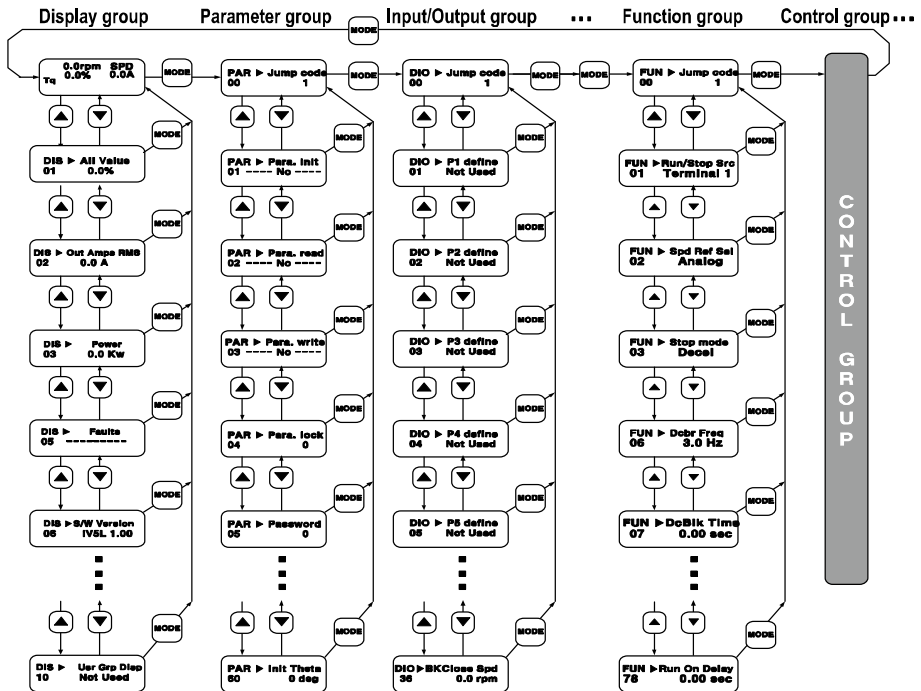 Display group
Parameter group
Input/Output group
...
Function group
Control group...
MODE
0.0rpm SPD
Tq 0.0% 0.0A
MODE
PAR ► Jump code
00 1
MODE
DIO ► Jump code
00 1
MODE
MODE
FUN ► Jump code
00 1
MODE
MODE
MODE
MODE
MODE
DIS ► All Value
01 0.0%
PAR ► Para. init
01 ---- No ----
DIO ► P1 define
01 Not Used
FUN ►Run/Stop Src
01 Terminal 1
MODE
MODE
MODE
MODE
DIS ► Out Amps RMS
02 0.0 A
PAR ► Para. read
02 ---- No ----
DIO ► P2 define
02 Not Used
FUN ► Spd Ref Sel
02 Analog
MODE
MODE
MODE
MODE
DIS ► Power
03 0.0 Kw
PAR ► Para. write
03 ---- No ----
DIO ► P3 define
03 Not Used
FUN ► Stop mode
03 Decel
MODE
MODE
MODE
MODE
DIS ► Faults
05 ---------
PAR ► Para. lock
04 0
DIO ► P4 define
04 Not Used
FUN ► Dcbr Freq
06 3.0 Hz
MODE
MODE
MODE
MODE
DIS ►S/W Version
06 IV5L 1.00
PAR ► Password
05 0
DIO ► P5 define
05 Not Used
FUN ►DcBlk Time
07 0.00 sec
MODE
MODE
MODE
MODE
DIS ► Usr Grp Disp
10 Not Used
PAR ► Init Theta
60 0 deg
DIO►BKClose Spd
36 0.0 rpm
FUN ►Run On Delay
76 0.00 sec
CONTROL GROUP